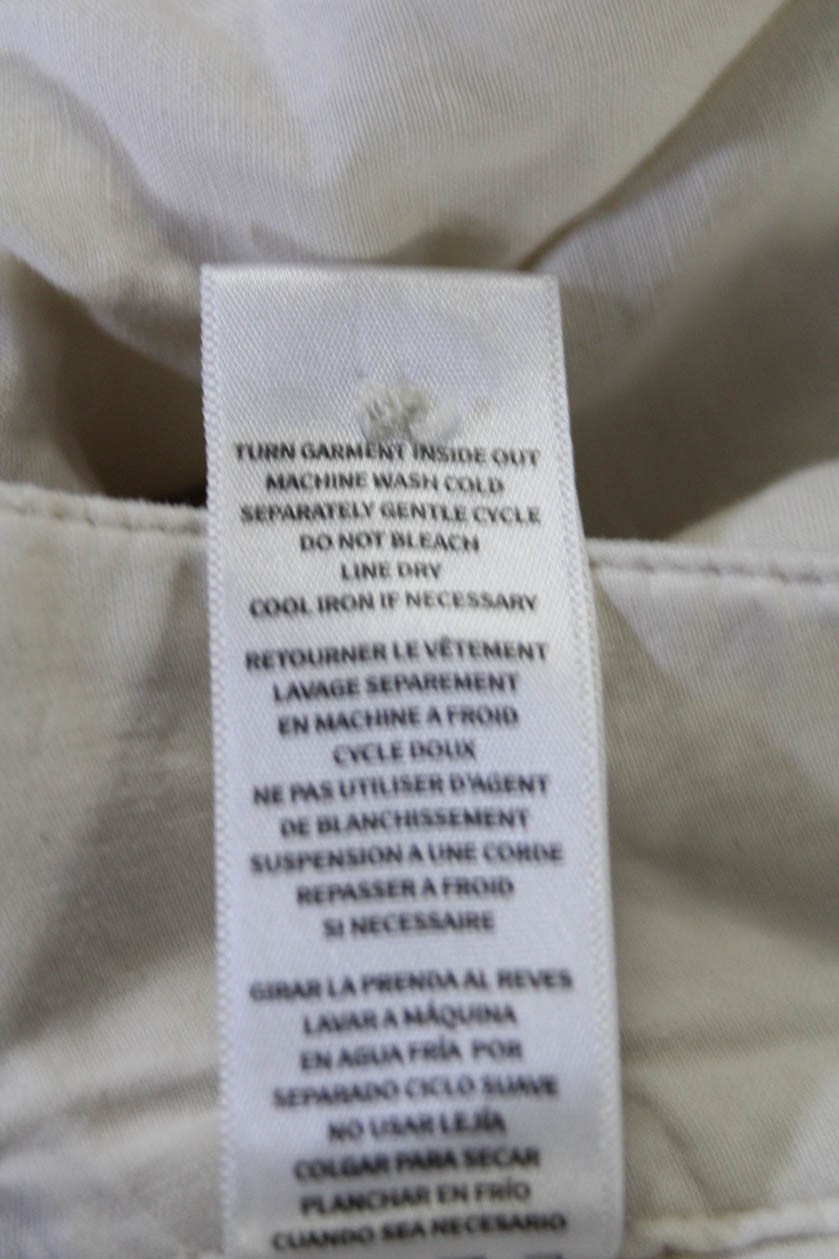 TURN GARMENT INSIDE OUT
MACHINE WASH COLD
SEPARATELY GENTLE CYCLE
DO NOT BLEACH
LINE DRY
COOL IRON IF NECESSARY
RETOURNER LE VÊTEMENT
LAVAGE SEPAREMENT
EN MACHINE A FROID
CYCLE DOUX
NE PAS UTILISER D'AGENT
DE BLANCHISSEMENT
SUSPENSION A UNE CORDE
REPASSER A FROID
SI NECESSAIRE
GIRAR LA PRENDA AL REVES
LAVAR A MÁQUINA
EN AGUA FRÍA POR
SEPARADO CICLO SUAVE
NO USAR LEJÍA
COLGAR PARA SECAR
PLANCHAR EN FRÍO
CUANDO SEA NECESARIO